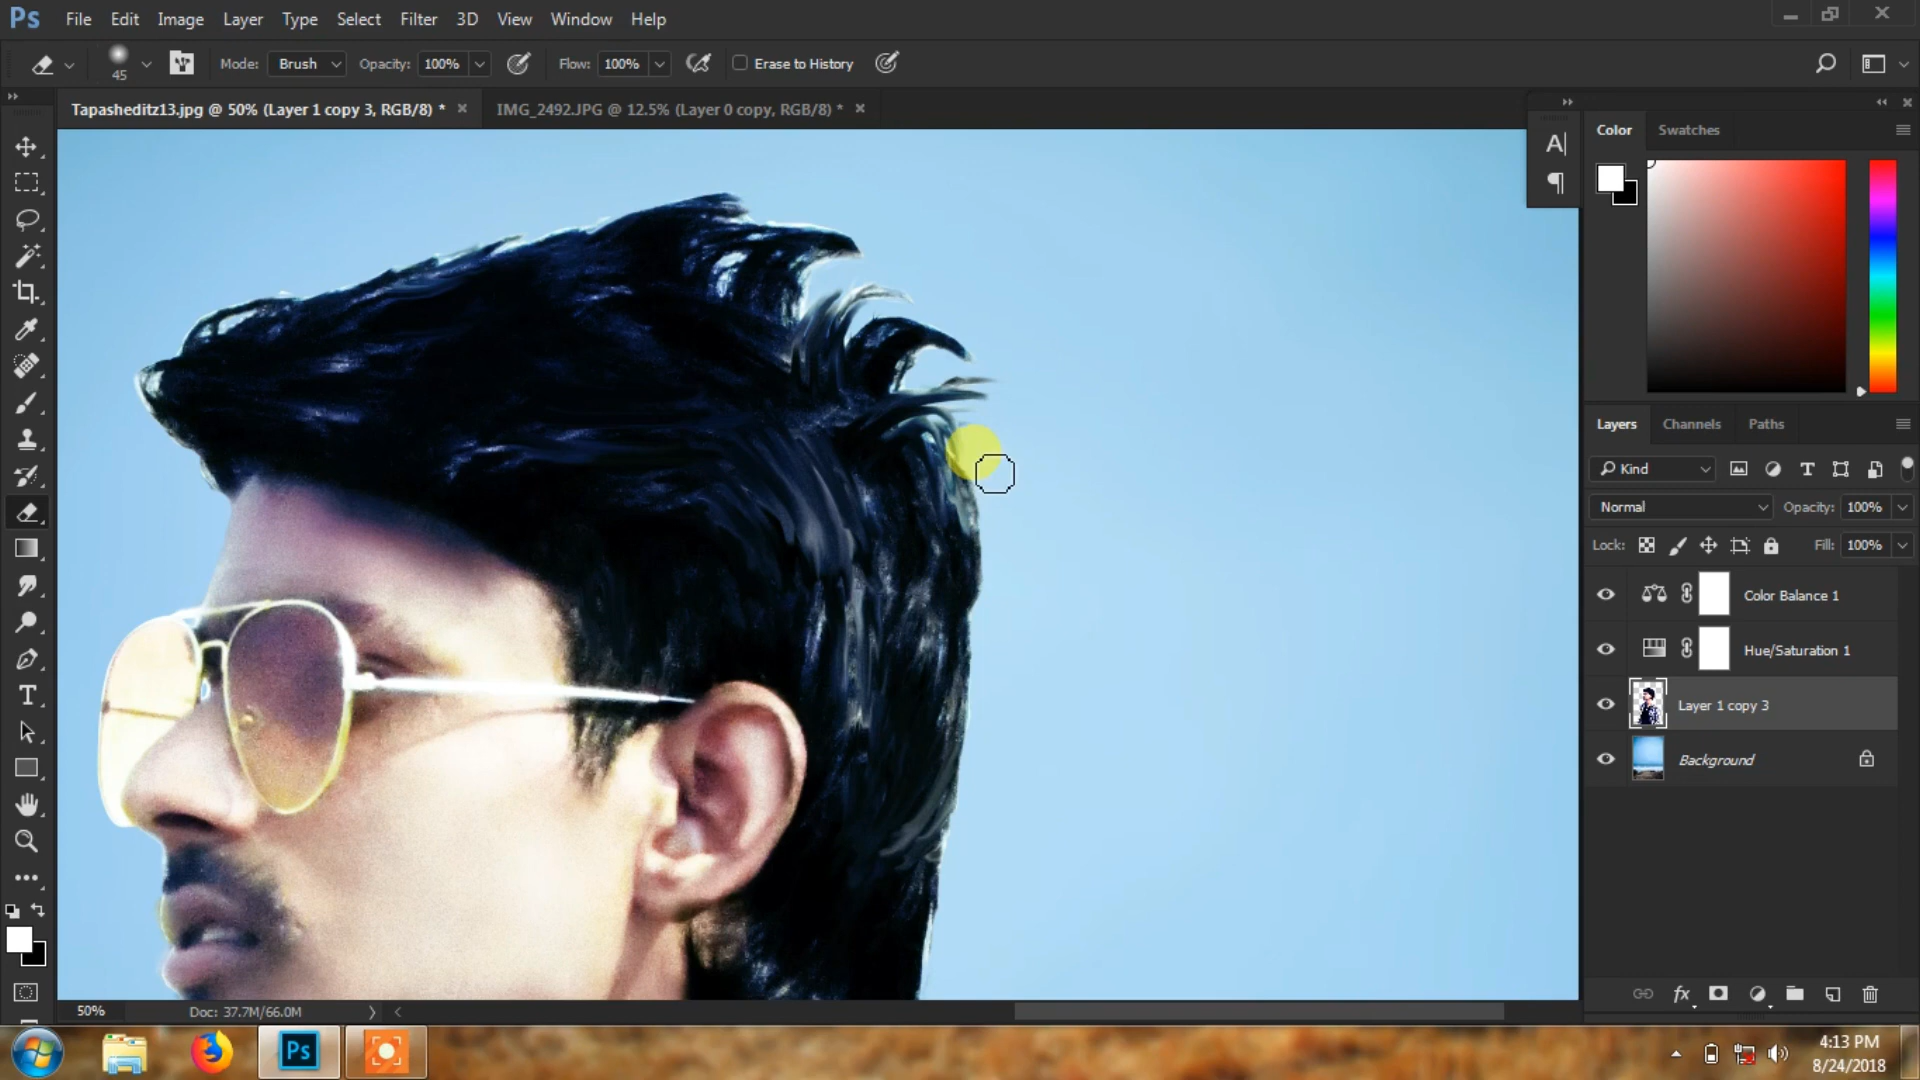 Ps File Edit Image Layer Type Select Filter 3D View Window Help
45 Mode: Brush Opacity: 100% Flow: 100% Erase to History
Tapasheditz13.jpg @ 50% (Layer 1 copy 3, RGB/8) * × IMG_2492.JPG @ 12.5% (Layer 0 copy, RGB/8) * ×
Color Swatches
Layers Channels Paths
Kind
Normal Opacity: 100%
Lock: Fill: 100%
Color Balance 1
Hue/Saturation 1
Layer 1 copy 3
Background
fx
50% Doc: 37.7M/66.0M
Ps
4:13 PM
8/24/2018